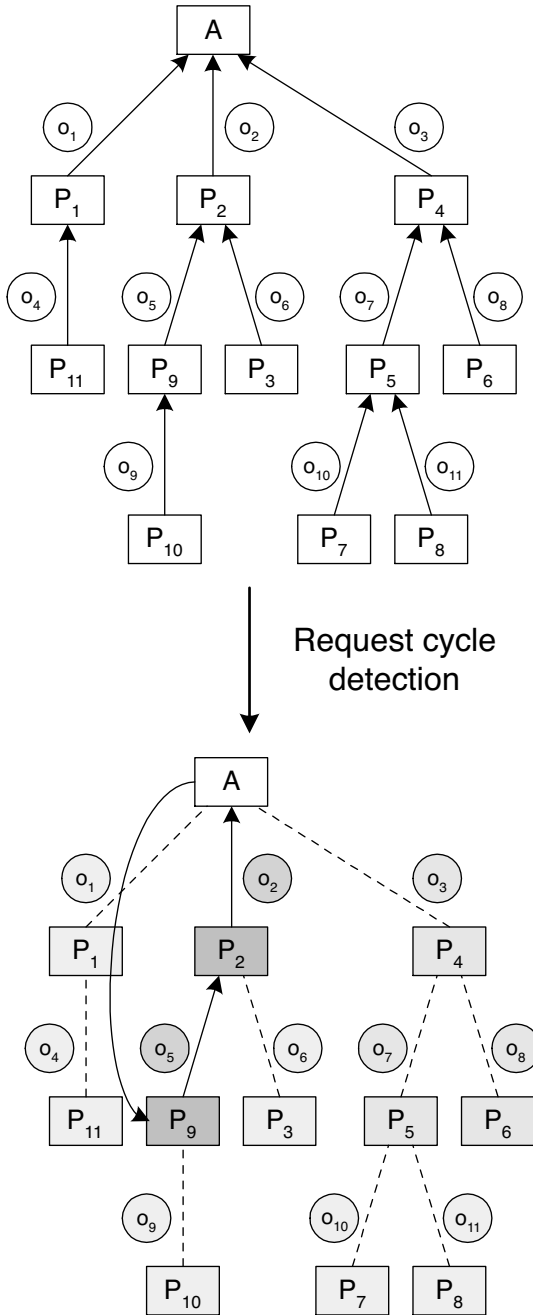 A
o₁ o₂ o₃
P₁ P₂ P₄
o₄ o₅ o₆ o₇ o₈
P₁₁ P₉ P₃ P₅ P₆
o₉ o₁₀ o₁₁
P₁₀ P₇ P₈
Request cycle
detection
A
o₁ o₂ o₃
P₁ P₂ P₄
o₄ o₅ o₆ o₇ o₈
P₁₁ P₉ P₃ P₅ P₆
o₉ o₁₀ o₁₁
P₁₀ P₇ P₈